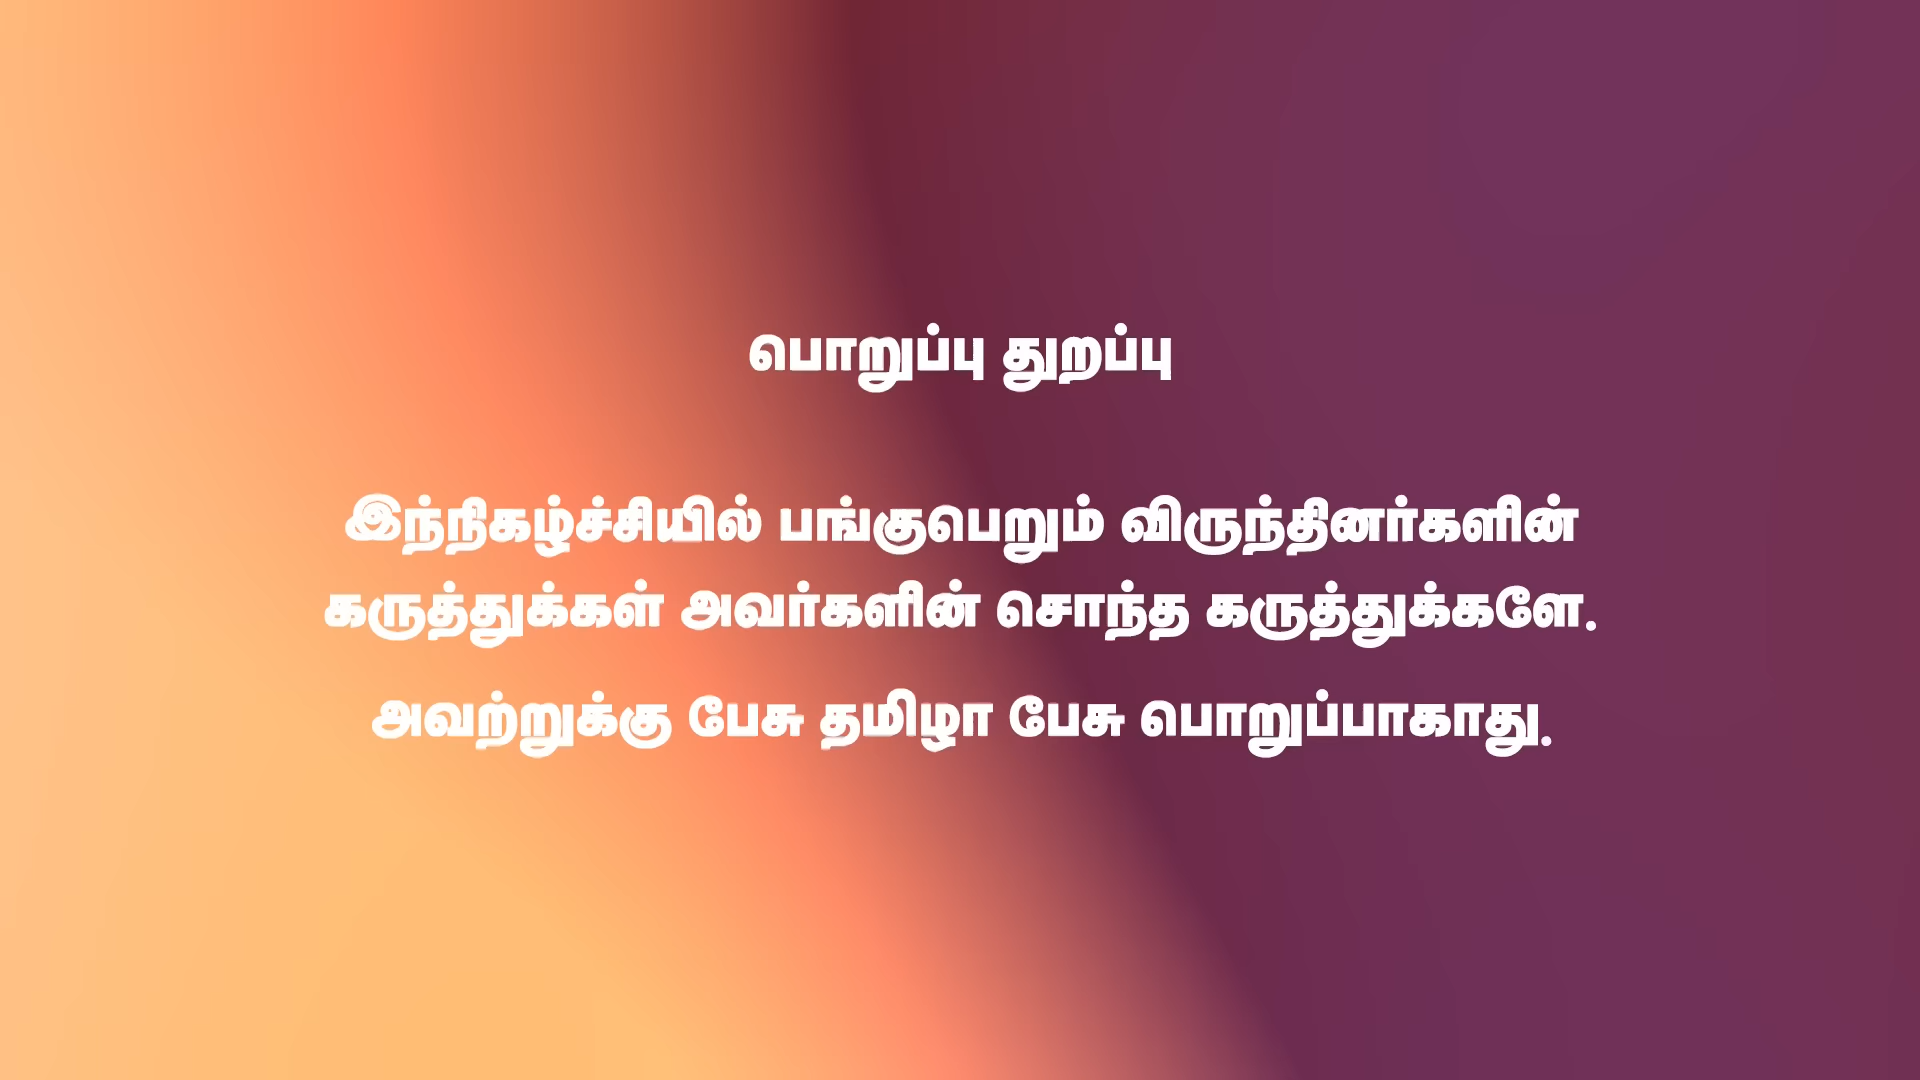 பொறுப்பு துறப்பு
இந்நிகழ்ச்சியில் பங்குபெறும் விருந்தினர்களின்
கருத்துக்கள் அவர்களின் சொந்த கருத்துக்களே.
அவற்றுக்கு பேசு தமிழா பேசு பொறுப்பாகாது.